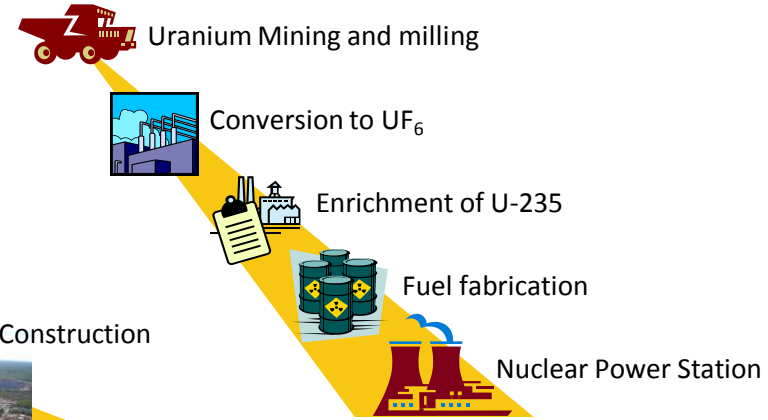 Uranium Mining and milling
Conversion to UF₆
Enrichment of U-235
Fuel fabrication
Construction
Nuclear Power Station